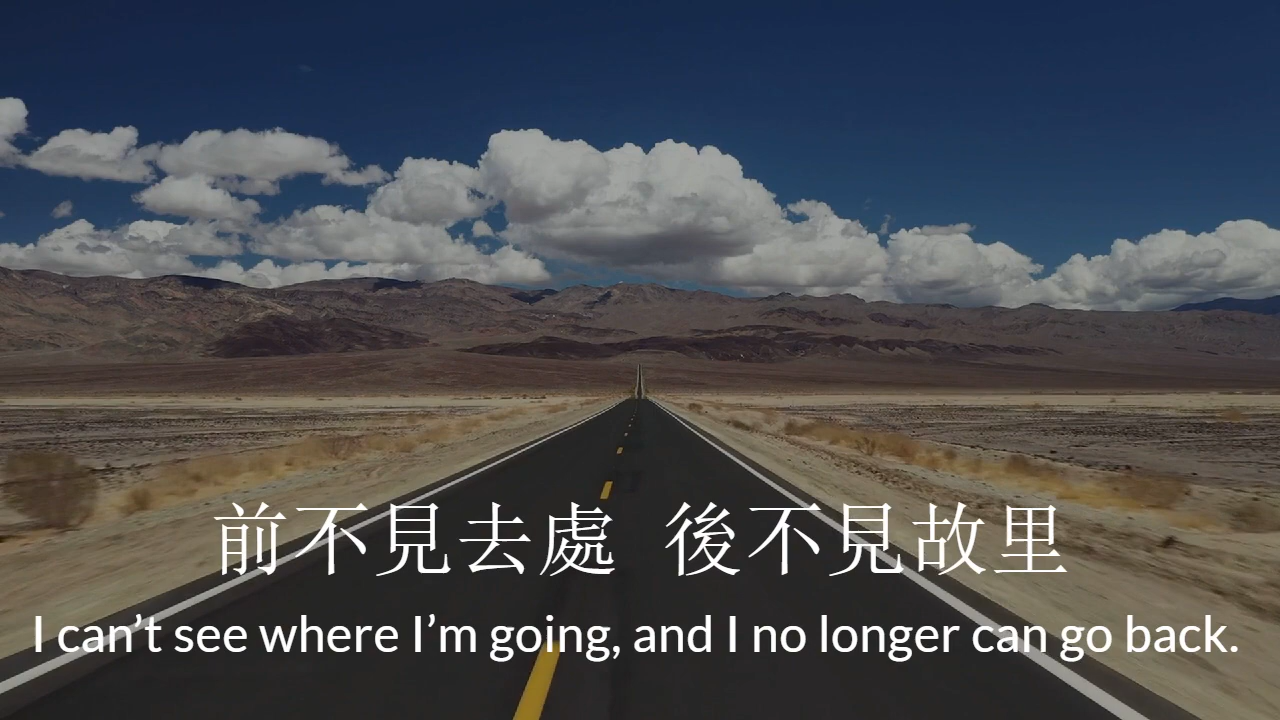 前不見去處 後不見故里
I can’t see where I’m going, and I no longer can go back.